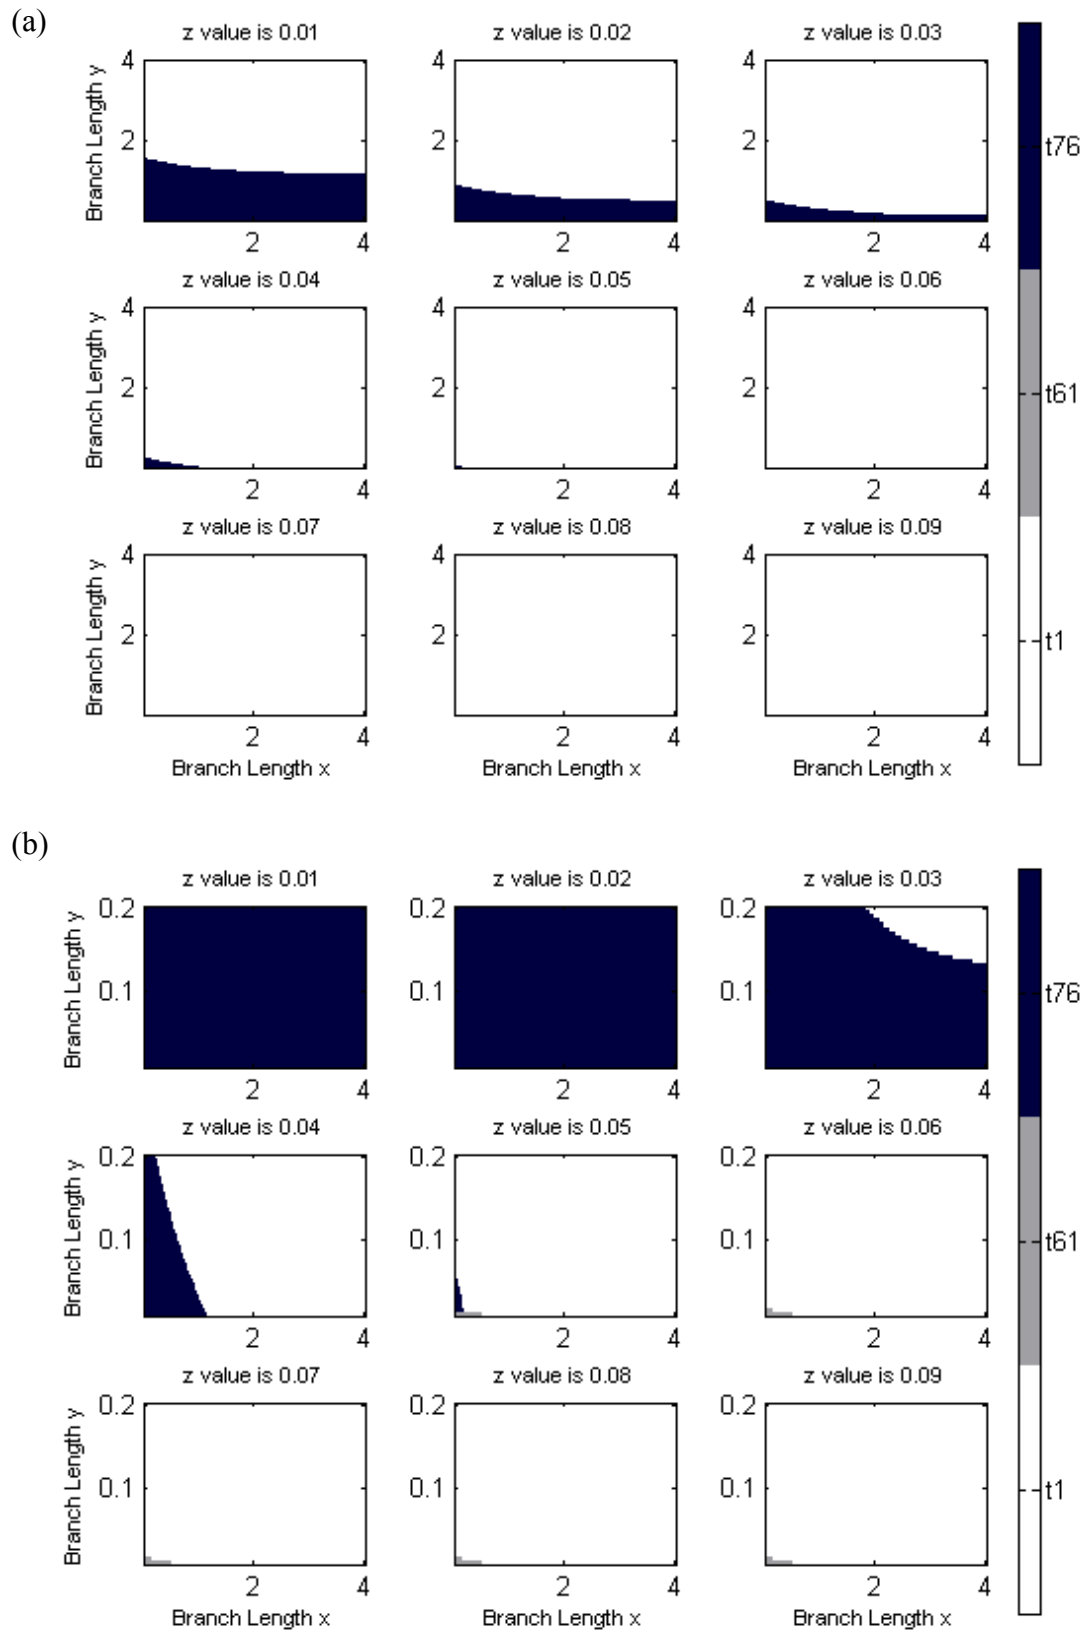 (a)
z value is 0.01 z value is 0.02 z value is 0.03
Branch Length y
4 4 4
2 2 2
2 4 2 4 2 4
t76
z value is 0.04 z value is 0.05 z value is 0.06
Branch Length y
4 4 4
2 2 2
2 4 2 4 2 4
t61
z value is 0.07 z value is 0.08 z value is 0.09
Branch Length y
4 4 4
2 2 2
2 4 2 4 2 4
t1
Branch Length x Branch Length x Branch Length x
(b)
z value is 0.01 z value is 0.02 z value is 0.03
Branch Length y
0.2 0.2 0.2
0.1 0.1 0.1
2 4 2 4 2 4
t76
z value is 0.04 z value is 0.05 z value is 0.06
Branch Length y
0.2 0.2 0.2
0.1 0.1 0.1
2 4 2 4 2 4
t61
z value is 0.07 z value is 0.08 z value is 0.09
Branch Length y
0.2 0.2 0.2
0.1 0.1 0.1
2 4 2 4 2 4
t1
Branch Length x Branch Length x Branch Length x